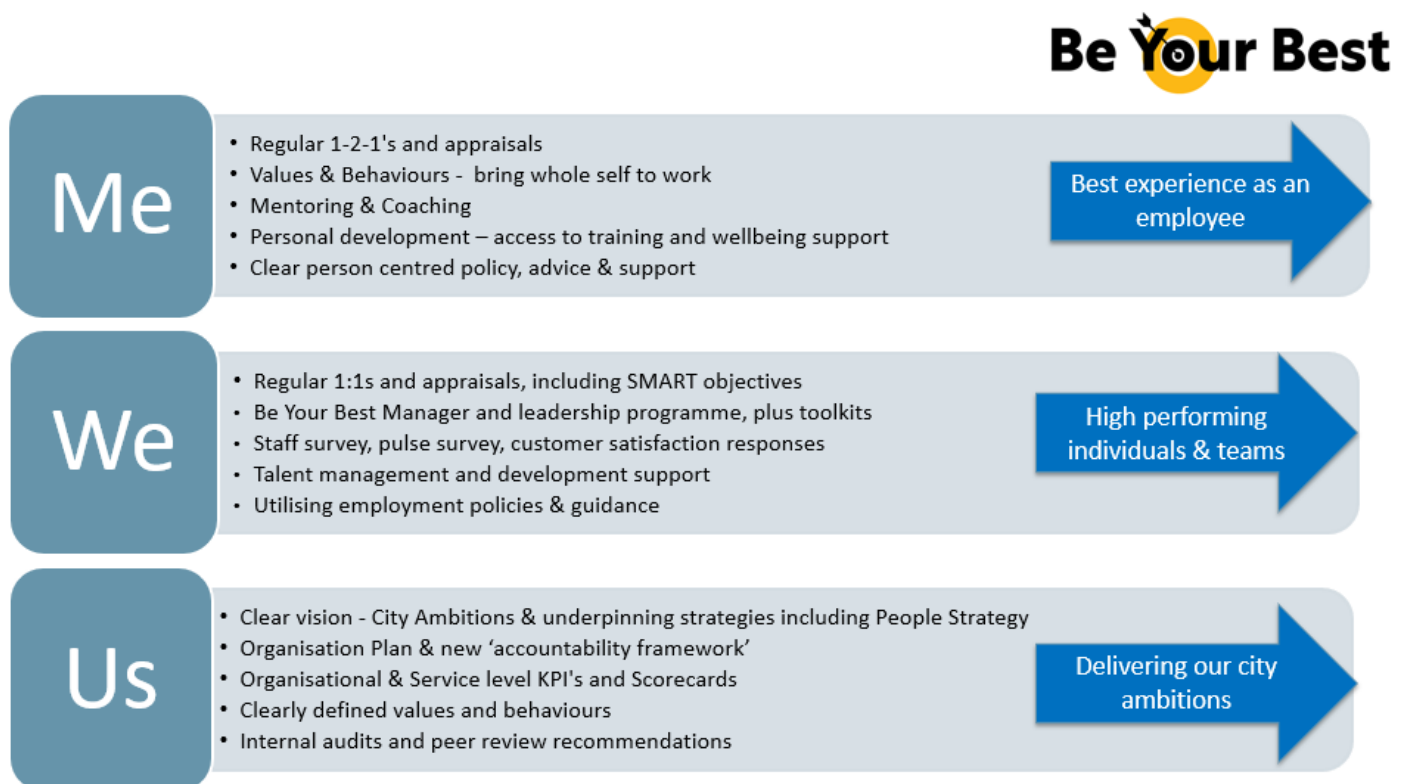 Be Your Best
Me
• Regular 1-2-1's and appraisals
• Values & Behaviours -  bring whole self to work
• Mentoring & Coaching
• Personal development – access to training and wellbeing support
• Clear person centred policy, advice & support
Best experience as an
employee
We
• Regular 1:1s and appraisals, including SMART objectives
• Be Your Best Manager and leadership programme, plus toolkits
• Staff survey, pulse survey, customer satisfaction responses
• Talent management and development support
• Utilising employment policies & guidance
High performing
individuals & teams
Us
• Clear vision - City Ambitions & underpinning strategies including People Strategy
• Organisation Plan & new ‘accountability framework’
• Organisational & Service level KPI's and Scorecards
• Clearly defined values and behaviours
• Internal audits and peer review recommendations
Delivering our city
ambitions